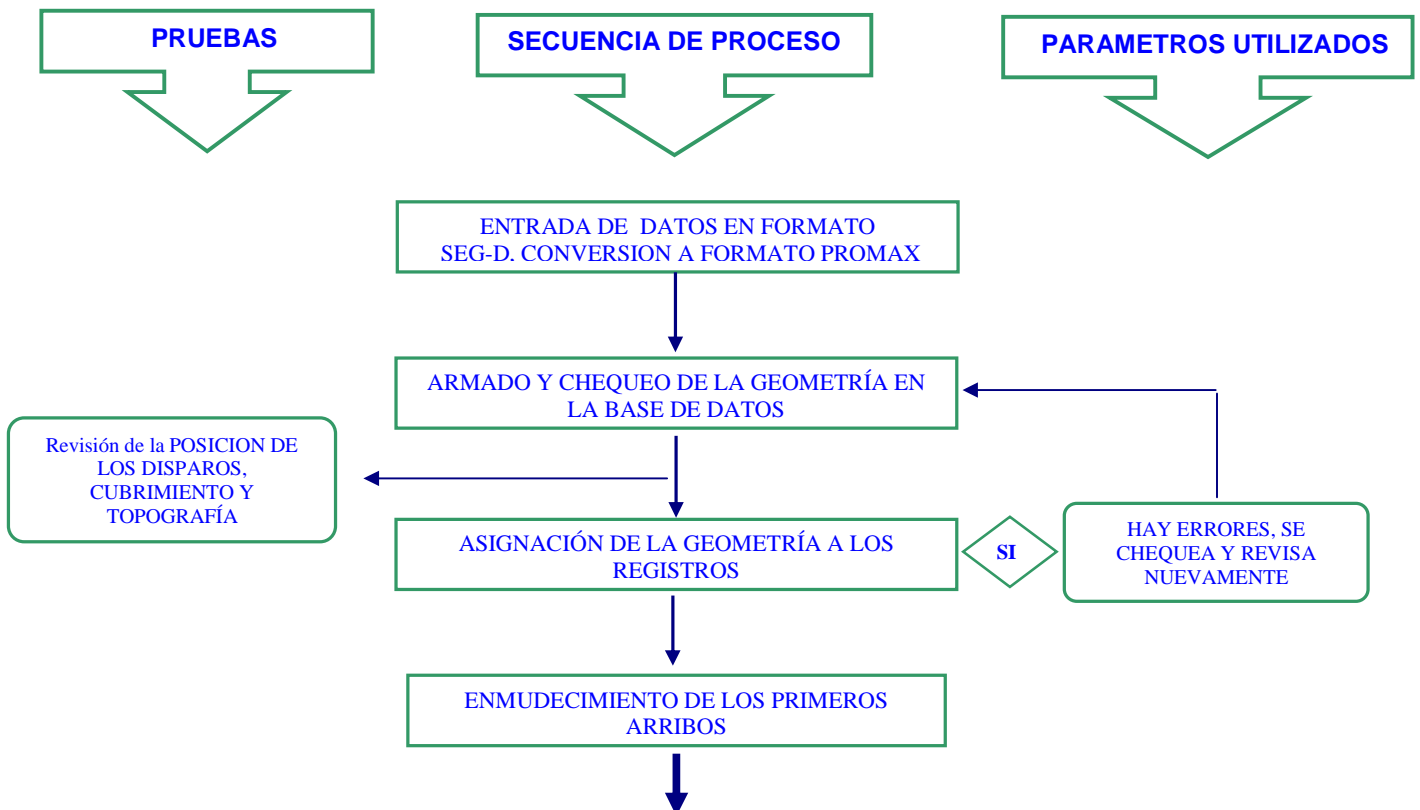 PRUEBAS
SECUENCIA DE PROCESO
PARAMETROS UTILIZADOS
ENTRADA DE DATOS EN FORMATO
SEG-D. CONVERSION A FORMATO PROMAX
ARMADO Y CHEQUEO DE LA GEOMETRÍA EN
LA BASE DE DATOS
Revisión de la POSICION DE
LOS DISPAROS,
CUBRIMIENTO Y
TOPOGRAFÍA
ASIGNACIÓN DE LA GEOMETRÍA A LOS
REGISTROS
SI
HAY ERRORES, SE
CHEQUEA Y REVISA
NUEVAMENTE
ENMUDECIMIENTO DE LOS PRIMEROS
ARRIBOS